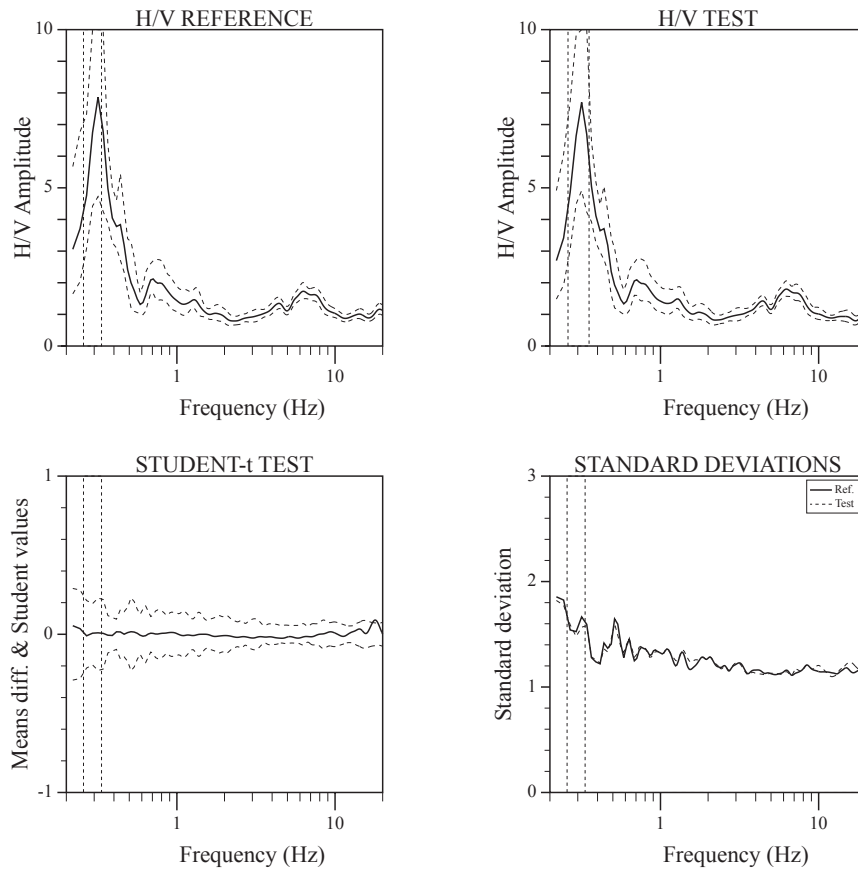 H/V REFERENCE
10
5
0
H/V Amplitude
1
10
Frequency (Hz)
H/V TEST
10
5
0
H/V Amplitude
1
10
Frequency (Hz)
STUDENT-t TEST
1
0
-1
Means diff. & Student values
1
10
Frequency (Hz)
STANDARD DEVIATIONS
3
2
1
0
Standard deviation
Ref.
Test
1
10
Frequency (Hz)